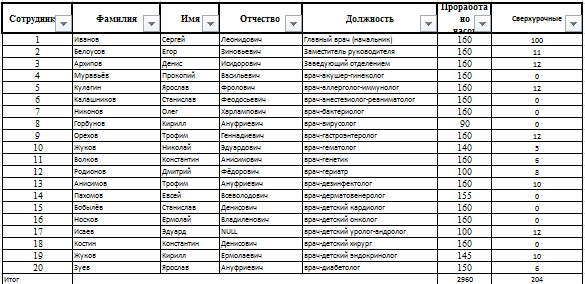 Сотрудник Фамилия Имя Отчество Должность Проработано часов Сверхурочные
1 Иванов Сергей Леонидович Главный врач (начальник) 160 100
2 Белоусов Егор Зиновьевич Заместитель руководителя 160 11
3 Архипов Денис Исидорович Заведующий отделением 160 12
4 Муравьёв Прокопий Васильевич врач-акушер-гинеколог 160 0
5 Кулагин Ярослав Фролович врач-аллерголог-иммунолог 160 12
6 Калашников Станислав Феодосьевич врач-анестезиолог-реаниматолог 160 0
7 Никонов Олег Харлампович врач-бактериолог 160 0
8 Горбунов Кирилл Ануфриевич врач-вирусолог 90 0
9 Орехов Трофим Геннадиевич врач-гастроэнтеролог 160 12
10 Жуков Николай Эдуардович врач-гематолог 140 5
11 Волков Константин Анисимович врач-генетик 160 6
12 Родионов Дмитрий Фёдорович врач-гериатр 100 8
13 Анисимов Трофим Ануфриевич врач-дезинфектолог 160 10
14 Пахомов Евсей Всеволодович врач-дерматовенеролог 155 0
15 Бобылёв Станислав Денисович врач-детский кардиолог 160 0
16 Носков Ермолай Владиленович врач-детский онколог 160 0
17 Исаев Эдуард NULL врач-детский уролог-андролог 100 12
18 Костин Константин Денисович врач-детский хирург 160 0
19 Жуков Кирилл Ермолаевич врач-детский эндокринолог 145 10
20 Зуев Ярослав Ануфриевич врач-диабетолог 150 6
Итог 2960 204